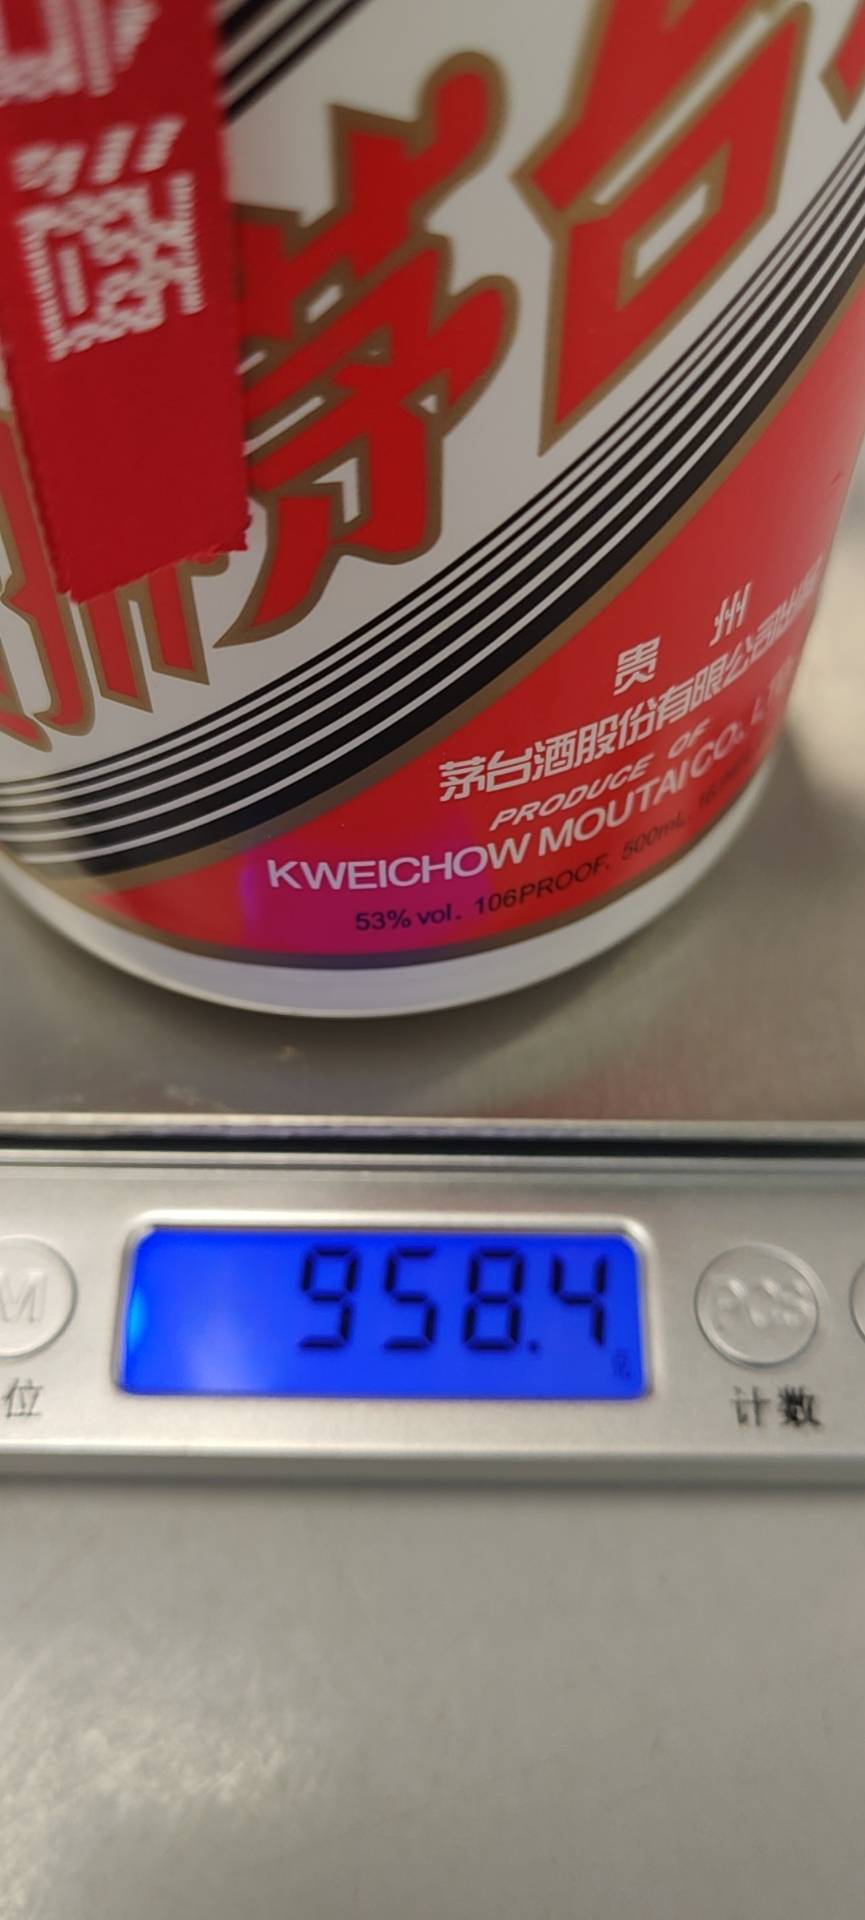 茅台
贵 州
茅台酒股份有限公司出品
PRODUCE OF
KWEICHOW MOUTAI CO., LTD
53% vol. 106PROOF. 500mL
958.4
M
PCS
位
计数